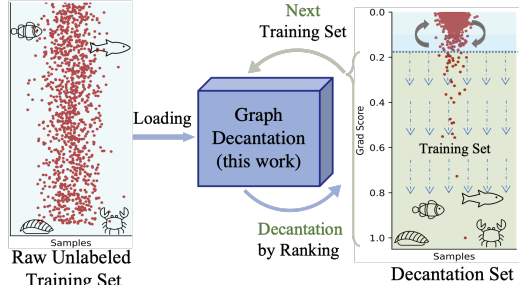 Next
Training Set
Loading
Graph
Decantation
(this work)
Decantation
by Ranking
Samples
Raw Unlabeled
Training Set
0.0
0.2
0.4
0.6
0.8
1.0
Grad Score
Training Set
Samples
Decantation Set